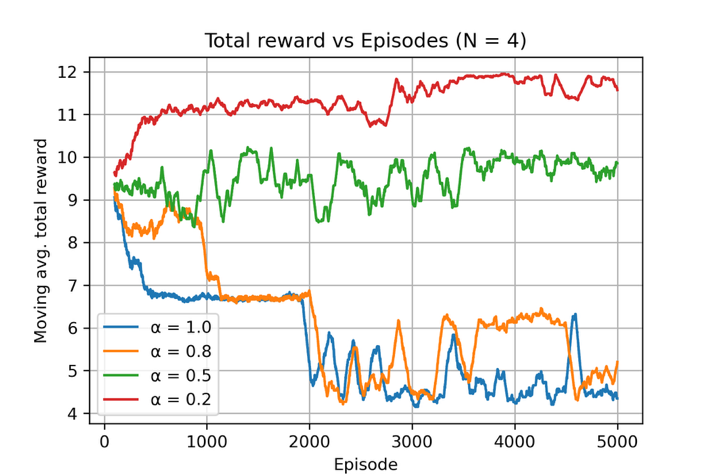 Total reward vs Episodes (N = 4)
Moving avg. total reward
12
11
10
9
8
7
6
5
4
α = 1.0
α = 0.8
α = 0.5
α = 0.2
0 1000 2000 3000 4000 5000
Episode